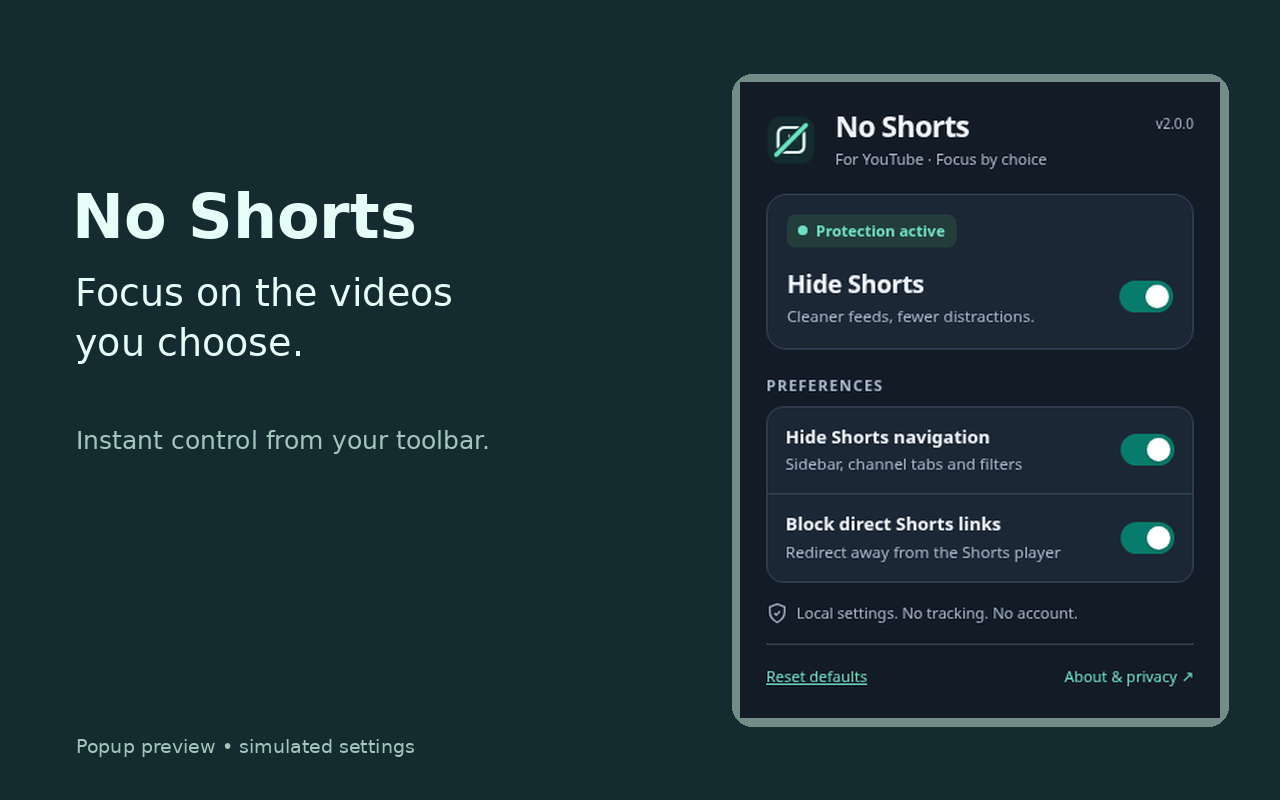 No Shorts
Focus on the videos
you choose.
Instant control from your toolbar.
Popup preview • simulated settings
No Shorts
v2.0.0
For YouTube · Focus by choice
Protection active
Hide Shorts
Cleaner feeds, fewer distractions.
PREFERENCES
Hide Shorts navigation
Sidebar, channel tabs and filters
Block direct Shorts links
Redirect away from the Shorts player
Local settings. No tracking. No account.
Reset defaults
About & privacy ↗